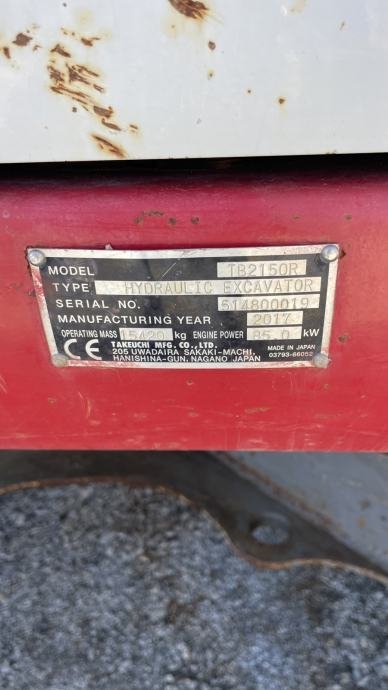 MODEL TB2150R
TYPE HYDRAULIC EXCAVATOR
SERIAL NO. 514800019
MANUFACTURING YEAR 2017
OPERATING MASS 15420 kg ENGINE POWER 85.0 kW
CE TAKEUCHI MFG. CO., LTD. MADE IN JAPAN
205 UWADAIRA SAKAKI-MACHI, 03793-66052
HANISHINA-GUN. NAGANO JAPAN